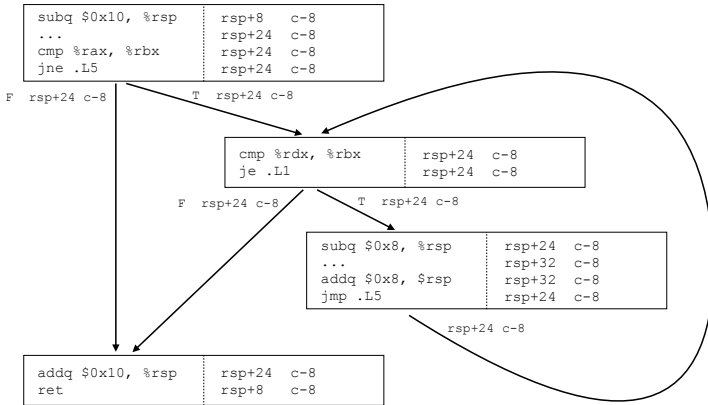 subq $0x10, %rsp rsp+8 c-8
... rsp+24 c-8
cmp %rax, %rbx rsp+24 c-8
jne .L5 rsp+24 c-8
F rsp+24 c-8 T rsp+24 c-8
cmp %rdx, %rbx rsp+24 c-8
je .L1 rsp+24 c-8
F rsp+24 c-8 T rsp+24 c-8
subq $0x8, %rsp rsp+24 c-8
... rsp+32 c-8
addq $0x8, $rsp rsp+32 c-8
jmp .L5 rsp+24 c-8
rsp+24 c-8
addq $0x10, %rsp rsp+24 c-8
ret rsp+8 c-8